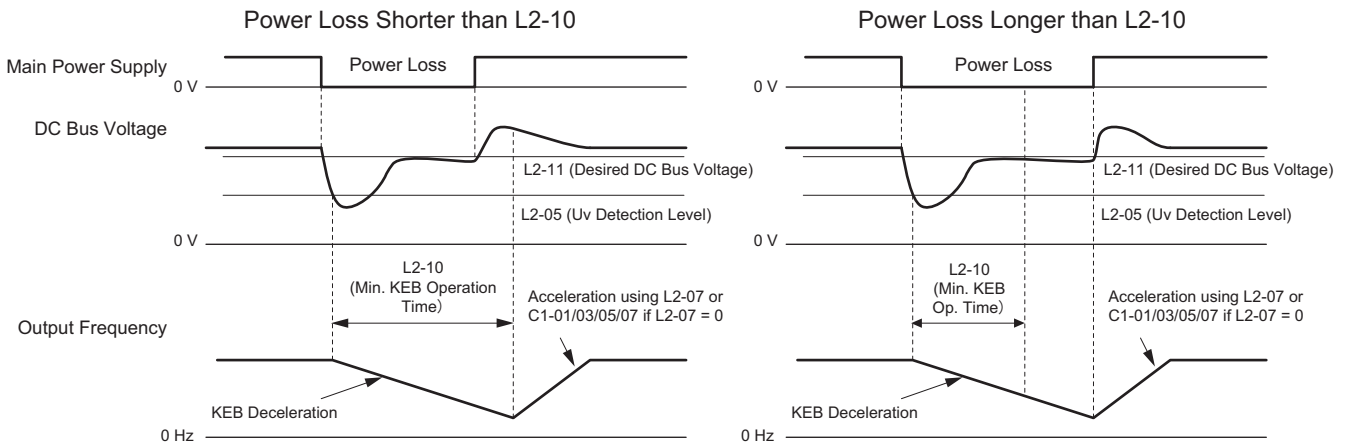 Power Loss Shorter than L2-10
Main Power Supply
Power Loss
0 V
DC Bus Voltage
L2-11 (Desired DC Bus Voltage)
L2-05 (Uv Detection Level)
0 V
L2-10
(Min. KEB Operation
Time)
Acceleration using L2-07 or
C1-01/03/05/07 if L2-07 = 0
Output Frequency
KEB Deceleration
0 Hz
Power Loss Longer than L2-10
Power Loss
0 V
L2-11 (Desired DC Bus Voltage)
L2-05 (Uv Detection Level)
0 V
L2-10
(Min. KEB
Op. Time)
Acceleration using L2-07 or
C1-01/03/05/07 if L2-07 = 0
KEB Deceleration
0 Hz